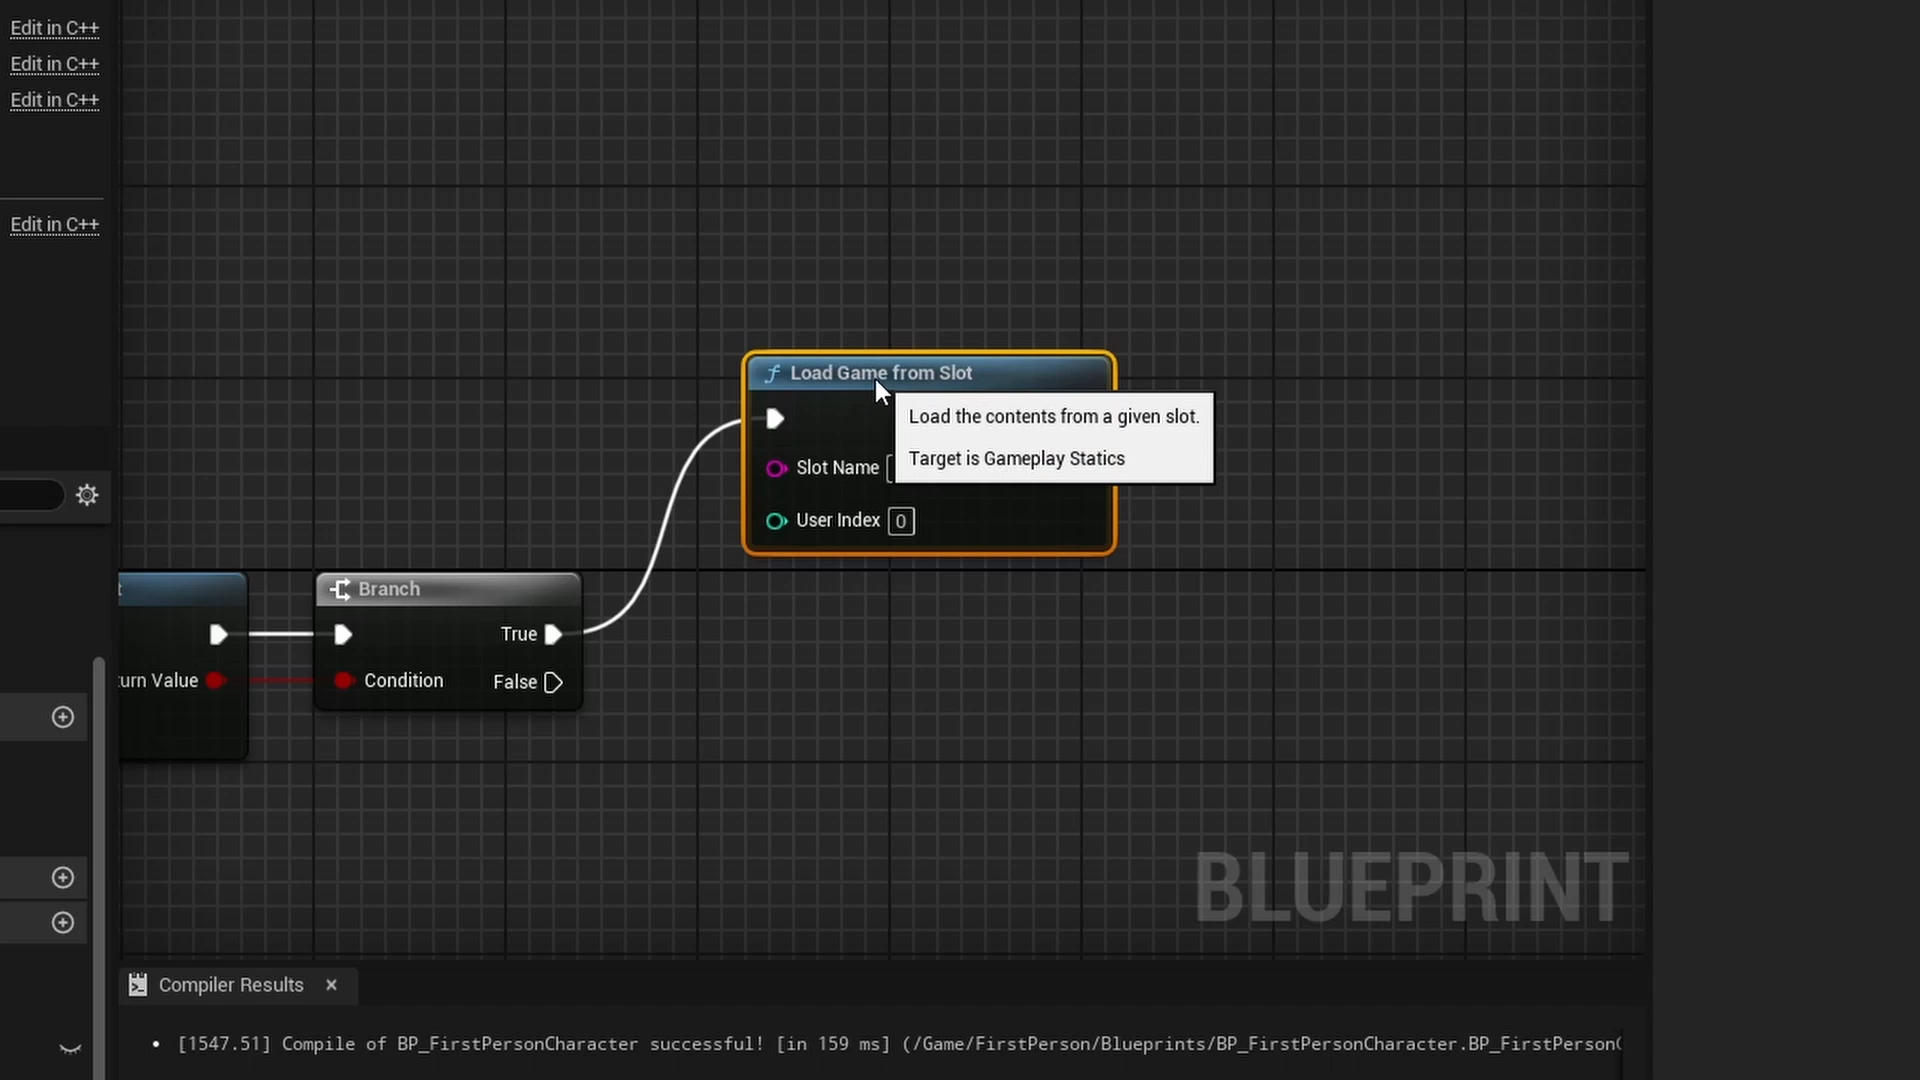 Edit in C++
Edit in C++
Edit in C++
Edit in C++
Load Game from Slot
Load the contents from a given slot.
Target is Gameplay Statics
Slot Name
User Index 0
t
Branch
True
turn Value
Condition
False
BLUEPRINT
Compiler Results
[1547.51] Compile of BP_FirstPersonCharacter successful! [in 159 ms] (/Game/FirstPerson/Blueprints/BP_FirstPersonCharacter.BP_FirstPersonC